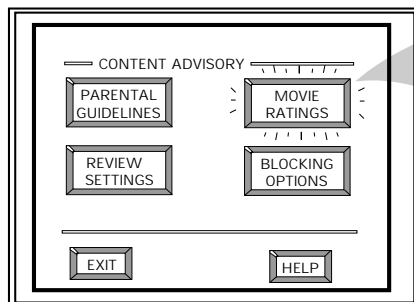 CONTENT ADVISORY
PARENTAL
GUIDELINES
MOVIE
RATINGS
REVIEW
SETTINGS
BLOCKING
OPTIONS
EXIT
HELP